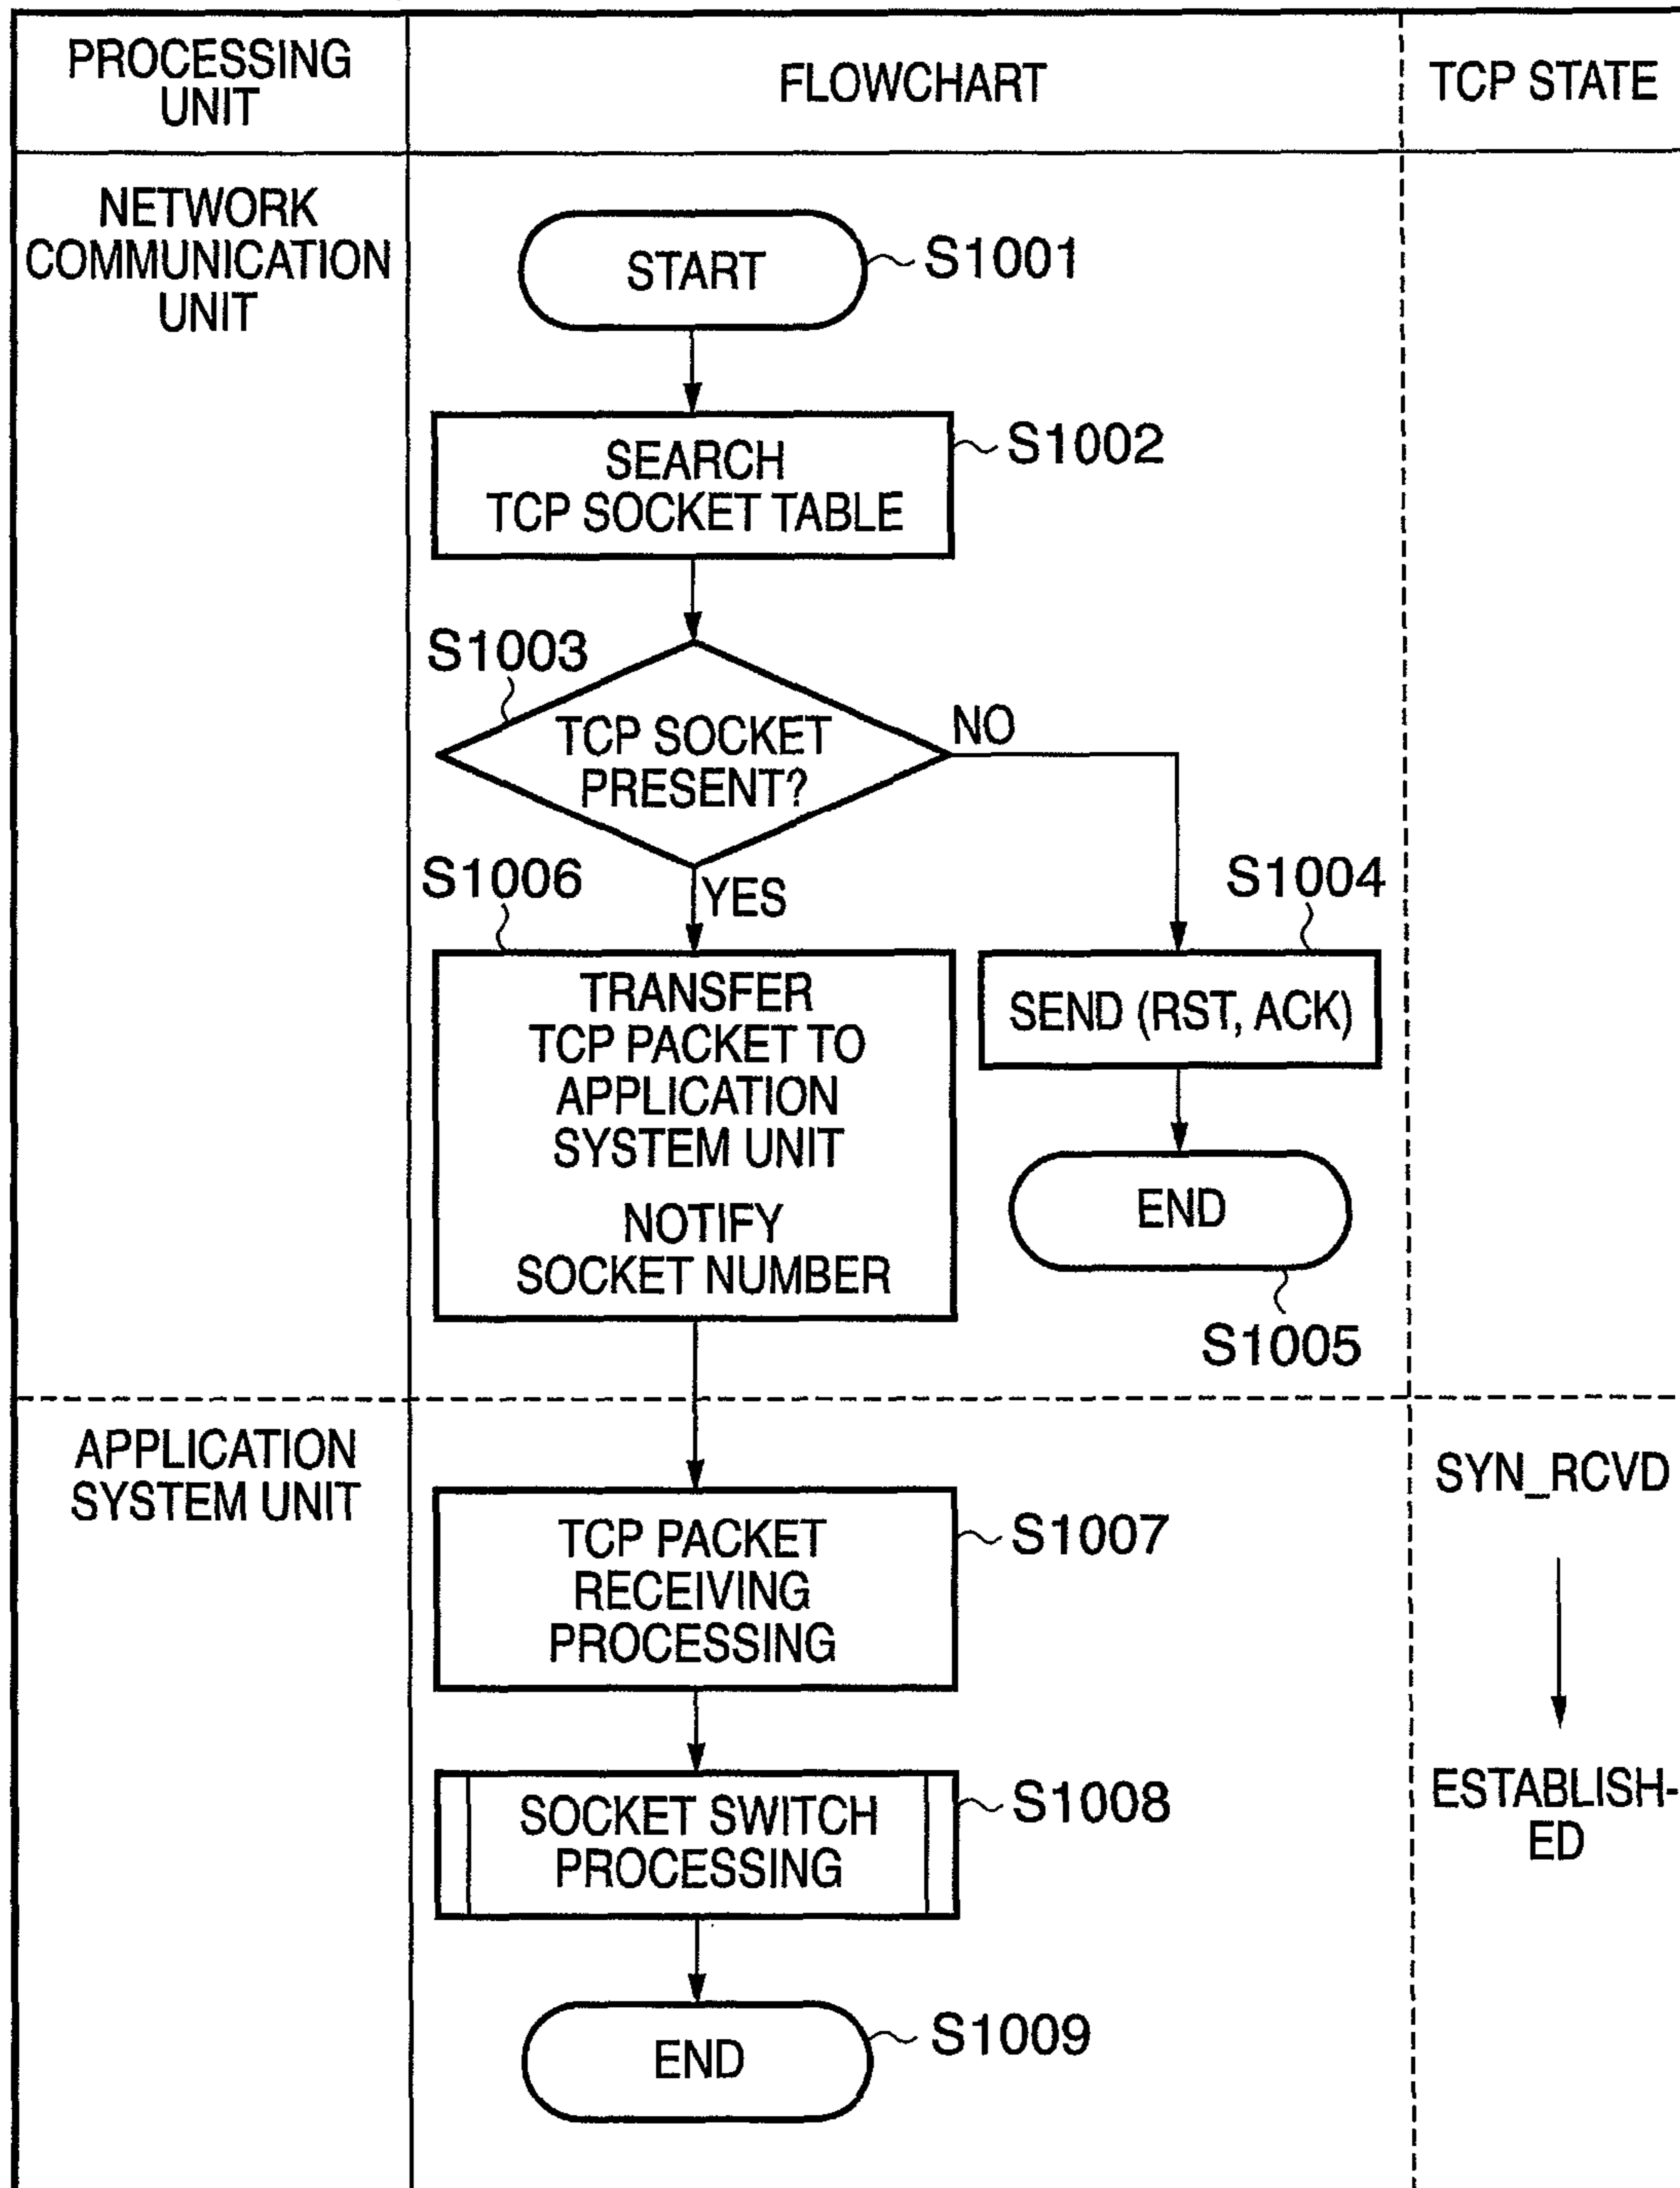 PROCESSING
UNIT
FLOWCHART
TCP STATE
NETWORK
COMMUNICATION
UNIT
START
S1001
SEARCH
TCP SOCKET TABLE
S1002
S1003
TCP SOCKET
PRESENT?
NO
YES
S1004
SEND (RST, ACK)
END
S1005
S1006
TRANSFER
TCP PACKET TO
APPLICATION
SYSTEM UNIT
NOTIFY
SOCKET NUMBER
APPLICATION
SYSTEM UNIT
TCP PACKET
RECEIVING
PROCESSING
S1007
SYN_RCVD
SOCKET SWITCH
PROCESSING
S1008
ESTABLISH-
ED
END
S1009